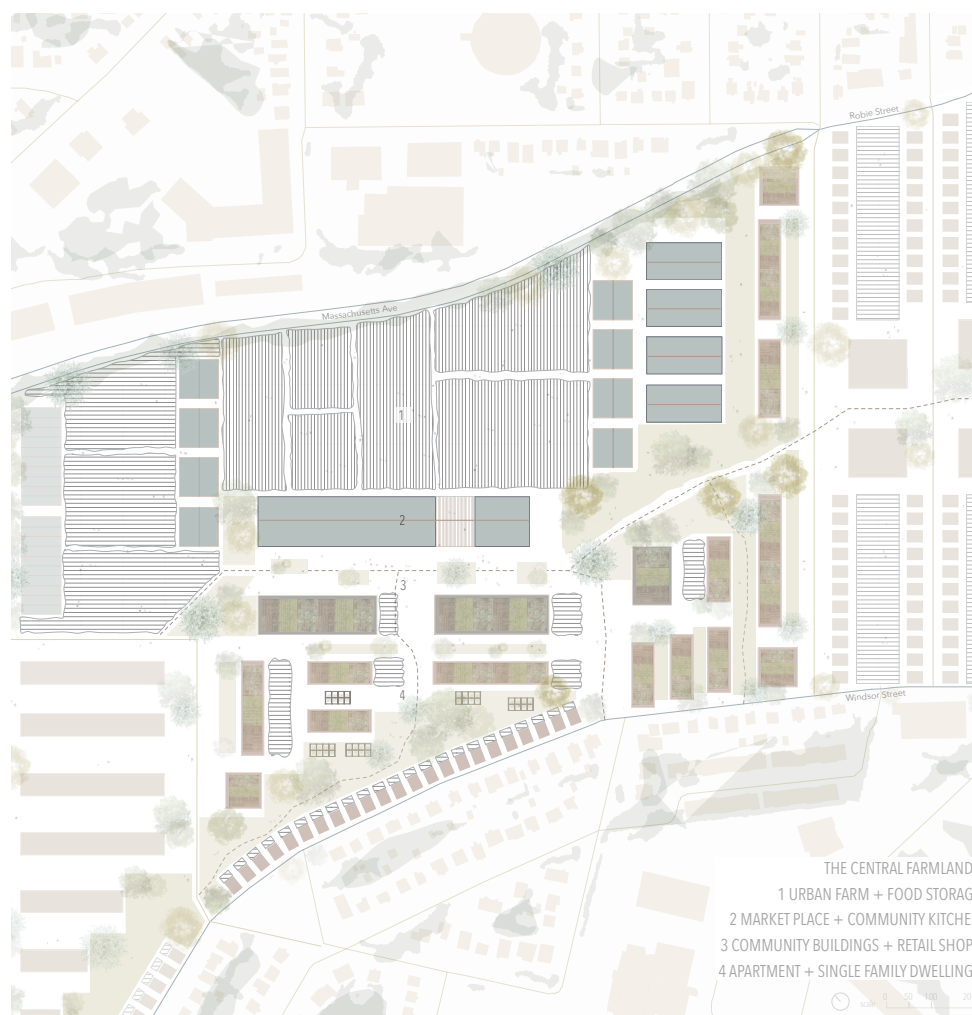 Robie Street
Massachusetts Ave
1
2
3
4
Windsor Street
THE CENTRAL FARMLAND
1 URBAN FARM + FOOD STORAG
2 MARKET PLACE + COMMUNITY KITCHE
3 COMMUNITY BUILDINGS + RETAIL SHOP
4 APARTMENT + SINGLE FAMILY DWELLING
scale 0 50 100 200